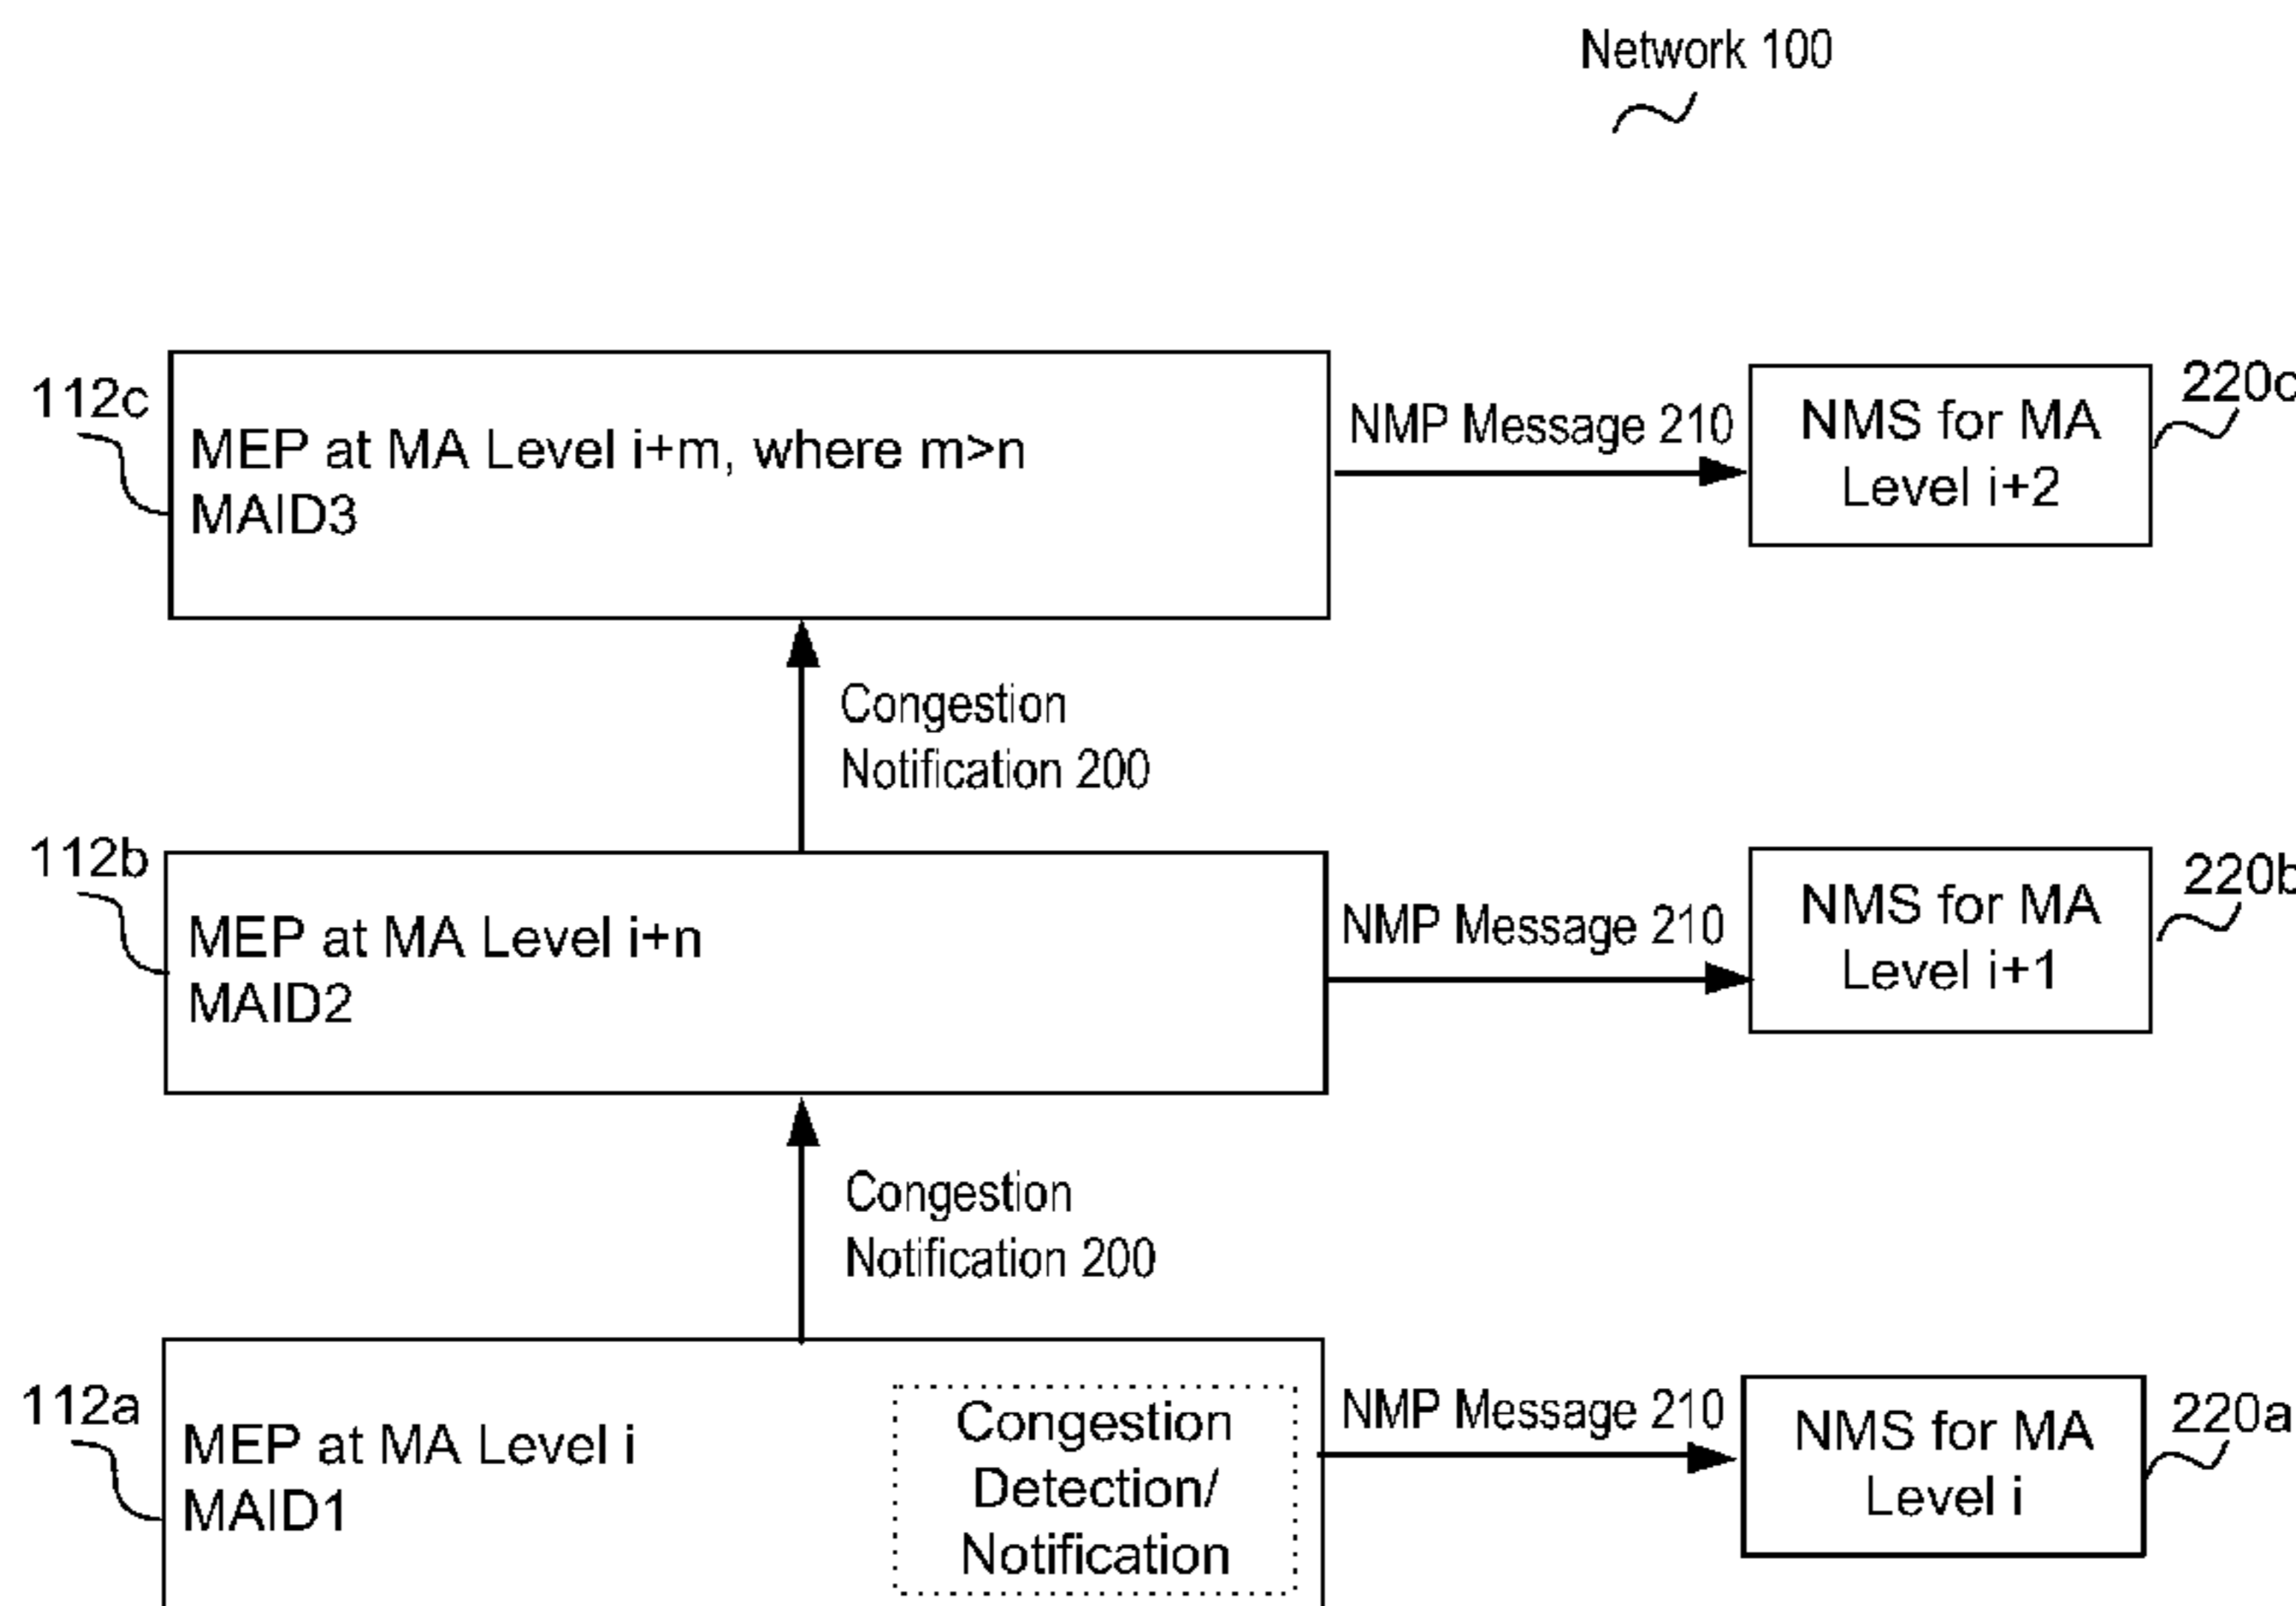 Network 100
112c
MEP at MA Level i+m, where m>n
MAID3
NMP Message 210
NMS for MA
Level i+2
220c
Congestion
Notification 200
112b
MEP at MA Level i+n
MAID2
NMP Message 210
NMS for MA
Level i+1
220b
Congestion
Notification 200
112a
MEP at MA Level i
MAID1
Congestion
Detection/
Notification
NMP Message 210
NMS for MA
Level i
220a